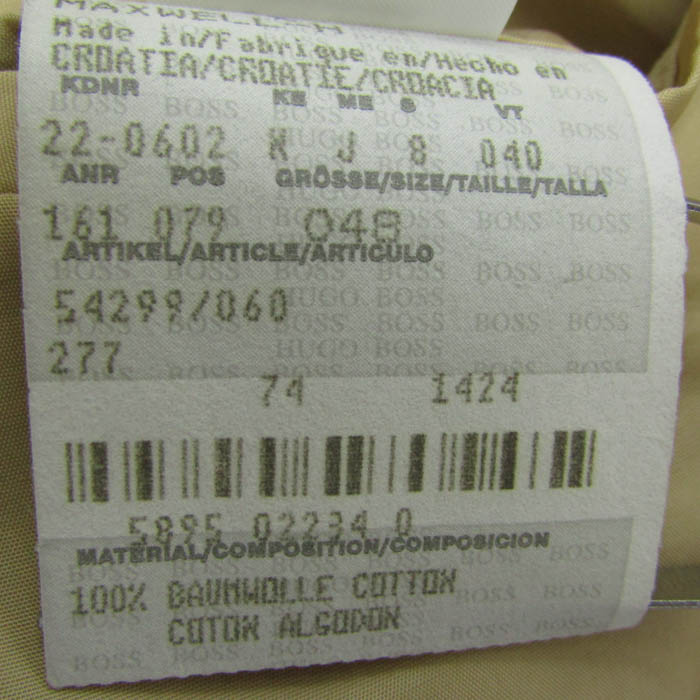 Made in/Fabrique en/Hecho en
CROATIA/CROATIE/CROACIA
KDNR KE ME S VT
22-0602 K J 8 040
ANR POS GRÖSSE/SIZE/TAILLE/TALLA
161 079 048
ARTIKEL/ARTICLE/ARTICULO
54299/060
277
74 1424
5895 02234 0
MATERIAL/COMPOSITION/COMPOSICION
100% BAUMWOLLE COTTON
COTON ALGODON
HUGO BOSS